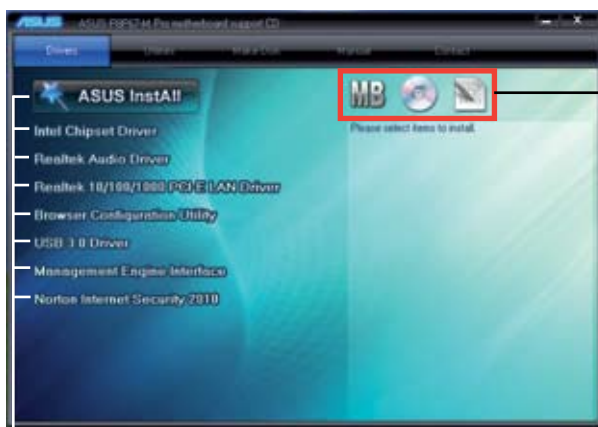 ASUS ASUS P8P67-M Pro motherboard support CD
Drivers Utilities Make Disk Manual Contact
ASUS InstAll
MB
Intel Chipset Driver
Please select items to install.
Realtek Audio Driver
Realtek 10/100/1000 PCI-E LAN Driver
Browser Configuration Utility
USB 3.0 Driver
Management Engine Interface
Norton Internet Security 2010